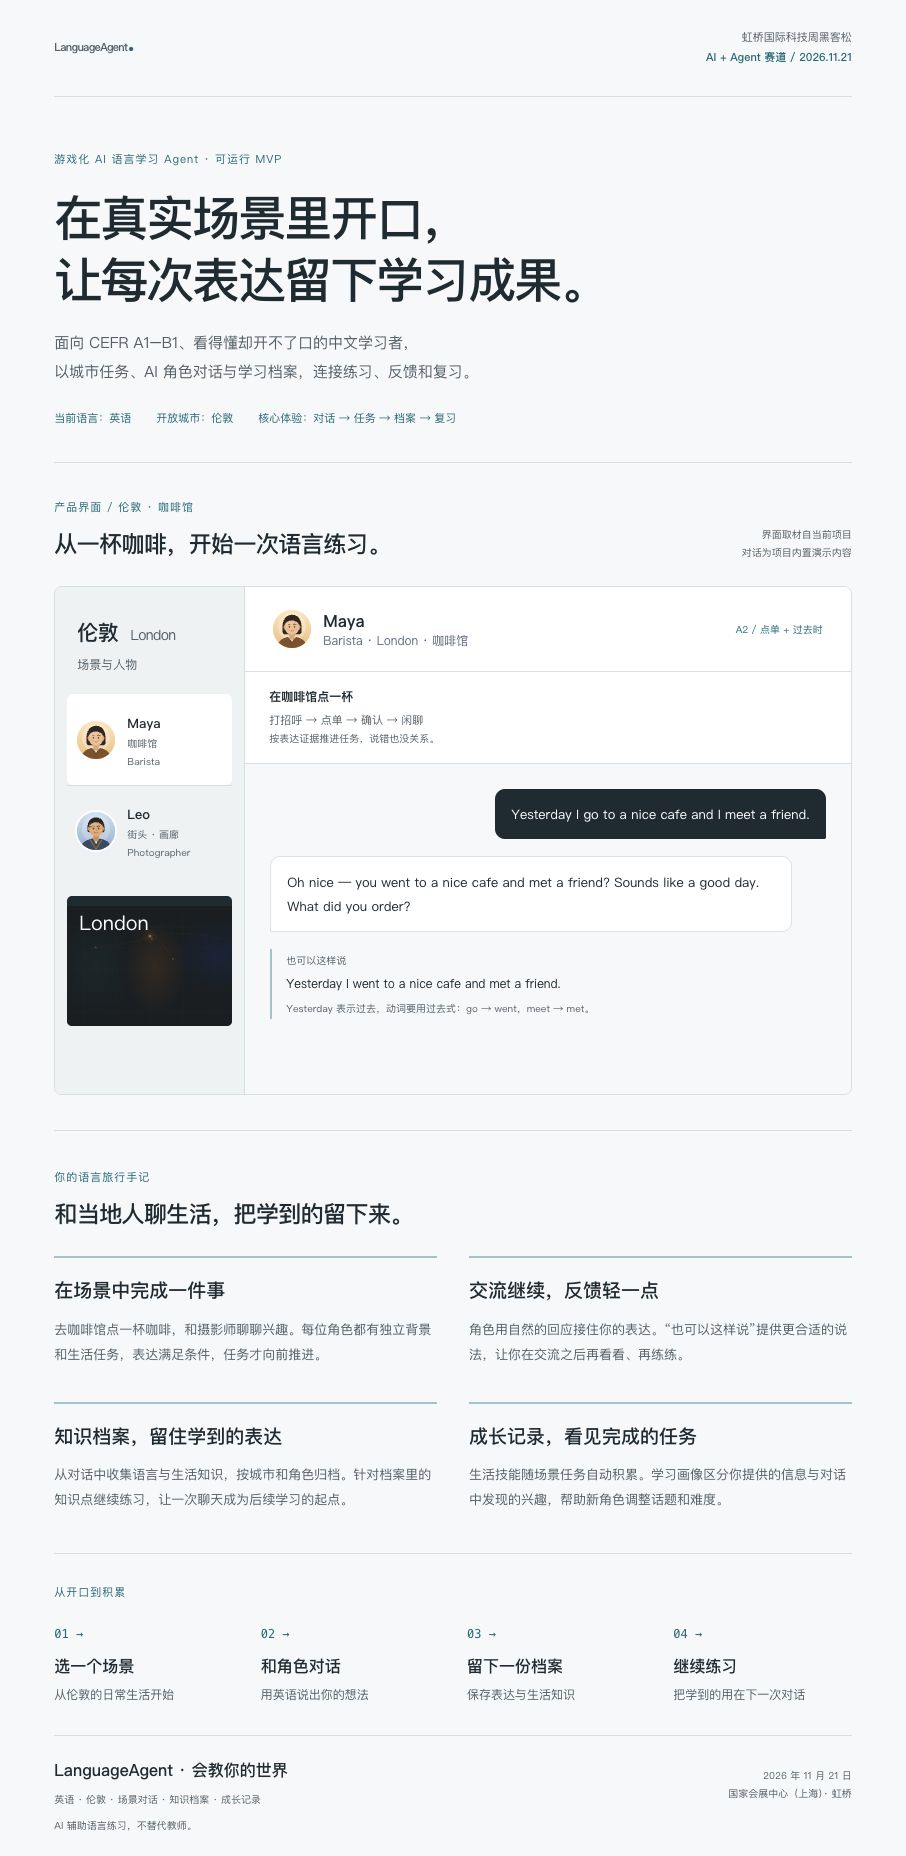 LanguageAgent
虹桥国际科技周黑客松
AI + Agent 赛道 / 2026.11.21
游戏化 AI 语言学习 Agent · 可运行 MVP
在真实场景里开口，
让每次表达留下学习成果。
面向 CEFR A1—B1、看得懂却开不了口的中文学习者，
以城市任务、AI 角色对话与学习档案，连接练习、反馈和复习。
当前语言：英语 开放城市：伦敦 核心体验：对话 → 任务 → 档案 → 复习
产品界面 / 伦敦 · 咖啡馆
从一杯咖啡，开始一次语言练习。
界面取材自当前项目
对话为项目内置演示内容
伦敦 London
场景与人物
Maya
咖啡馆
Barista
Leo
街头 · 画廊
Photographer
London
Maya
Barista · London · 咖啡馆
A2 / 点单 + 过去时
在咖啡馆点一杯
打招呼 → 点单 → 确认 → 闲聊
按表达证据推进任务，说错也没关系。
Yesterday I go to a nice cafe and I meet a friend.
Oh nice — you went to a nice cafe and met a friend? Sounds like a good day.
What did you order?
也可以这样说
Yesterday I went to a nice cafe and met a friend.
Yesterday 表示过去，动词要用过去式：go → went，meet → met。
你的语言旅行手记
和当地人聊生活，把学到的留下来。
在场景中完成一件事
去咖啡馆点一杯咖啡，和摄影师聊聊兴趣。每位角色都有独立背景
和生活任务，表达满足条件，任务才向前推进。
交流继续，反馈轻一点
角色用自然的回应接住你的表达。“也可以这样说”提供更合适的说
法，让你在交流之后再看看、再练练。
知识档案，留住学到的表达
从对话中收集语言与生活知识，按城市和角色归档。针对档案里的
知识点继续练习，让一次聊天成为后续学习的起点。
成长记录，看见完成的任务
生活技能随场景任务自动积累。学习画像区分你提供的信息与对话
中发现的兴趣，帮助新角色调整话题和难度。
从开口到积累
01 →
选一个场景
从伦敦的日常生活开始
02 →
和角色对话
用英语说出你的想法
03 →
留下一份档案
保存表达与生活知识
04 →
继续练习
把学到的用在下一次对话
LanguageAgent · 会教你的世界
英语 · 伦敦 · 场景对话 · 知识档案 · 成长记录
AI 辅助语言练习，不替代教师。
2026 年 11 月 21 日
国家会展中心（上海）· 虹桥